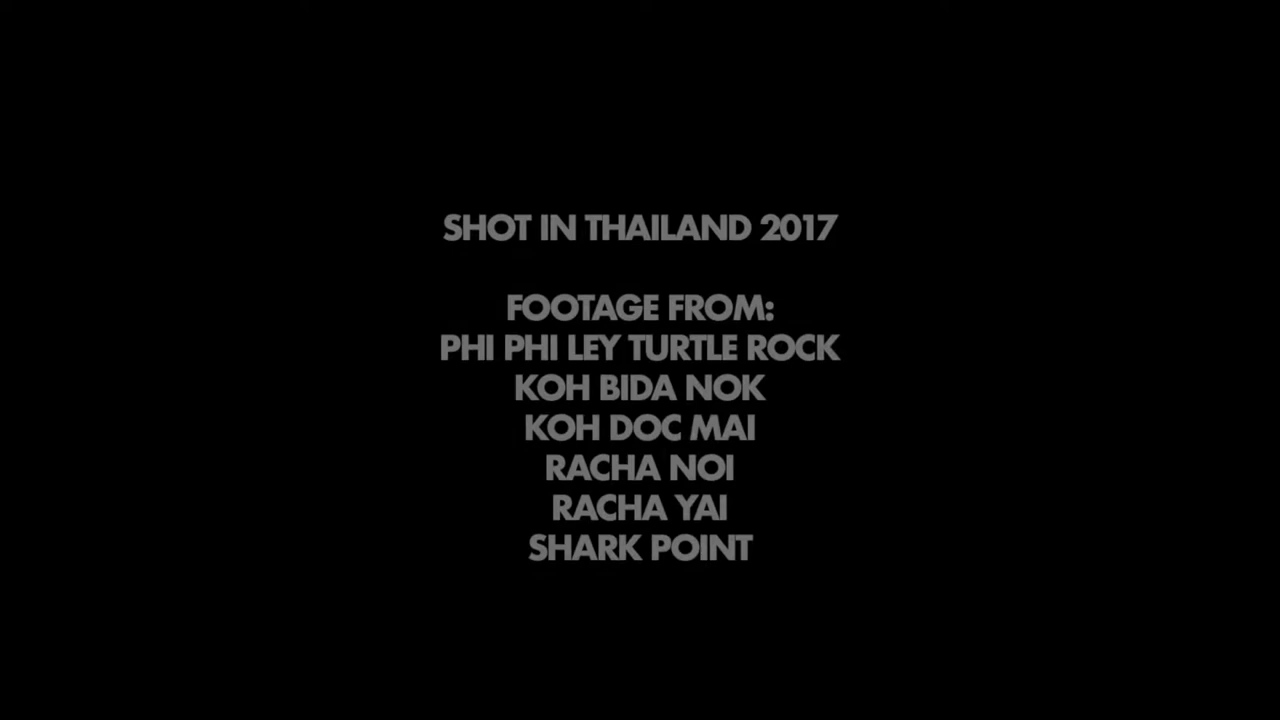 SHOT IN THAILAND 2017
FOOTAGE FROM:
PHI PHI LEY TURTLE ROCK
KOH BIDA NOK
KOH DOC MAI
RACHA NOI
RACHA YAI
SHARK POINT